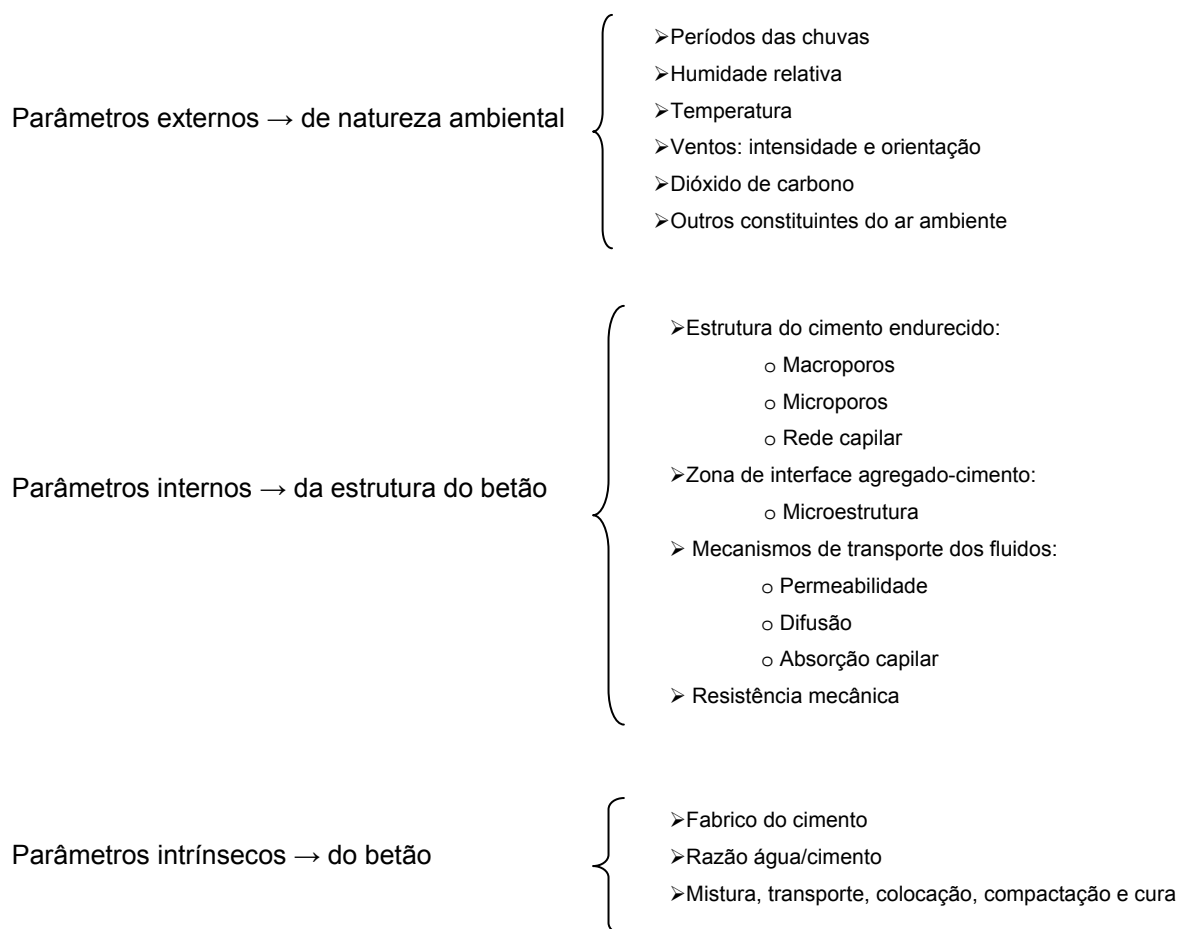 Parâmetros externos → de natureza ambiental
➢Períodos das chuvas
➢Humidade relativa
➢Temperatura
➢Ventos: intensidade e orientação
➢Dióxido de carbono
➢Outros constituintes do ar ambiente
Parâmetros internos → da estrutura do betão
➢Estrutura do cimento endurecido:
o Macroporos
o Microporos
o Rede capilar
➢Zona de interface agregado-cimento:
o Microestrutura
➢ Mecanismos de transporte dos fluidos:
o Permeabilidade
o Difusão
o Absorção capilar
➢ Resistência mecânica
Parâmetros intrínsecos → do betão
➢Fabrico do cimento
➢Razão água/cimento
➢Mistura, transporte, colocação, compactação e cura